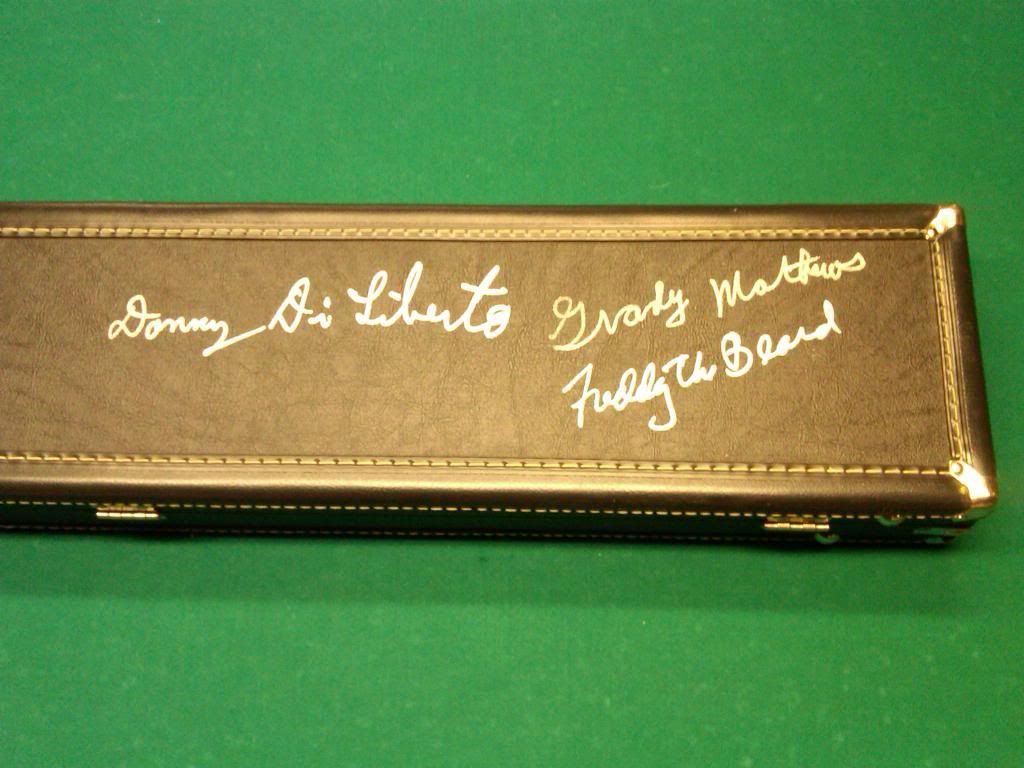 Danny Di Liberto
Grady Mathews
Freddy The Beard